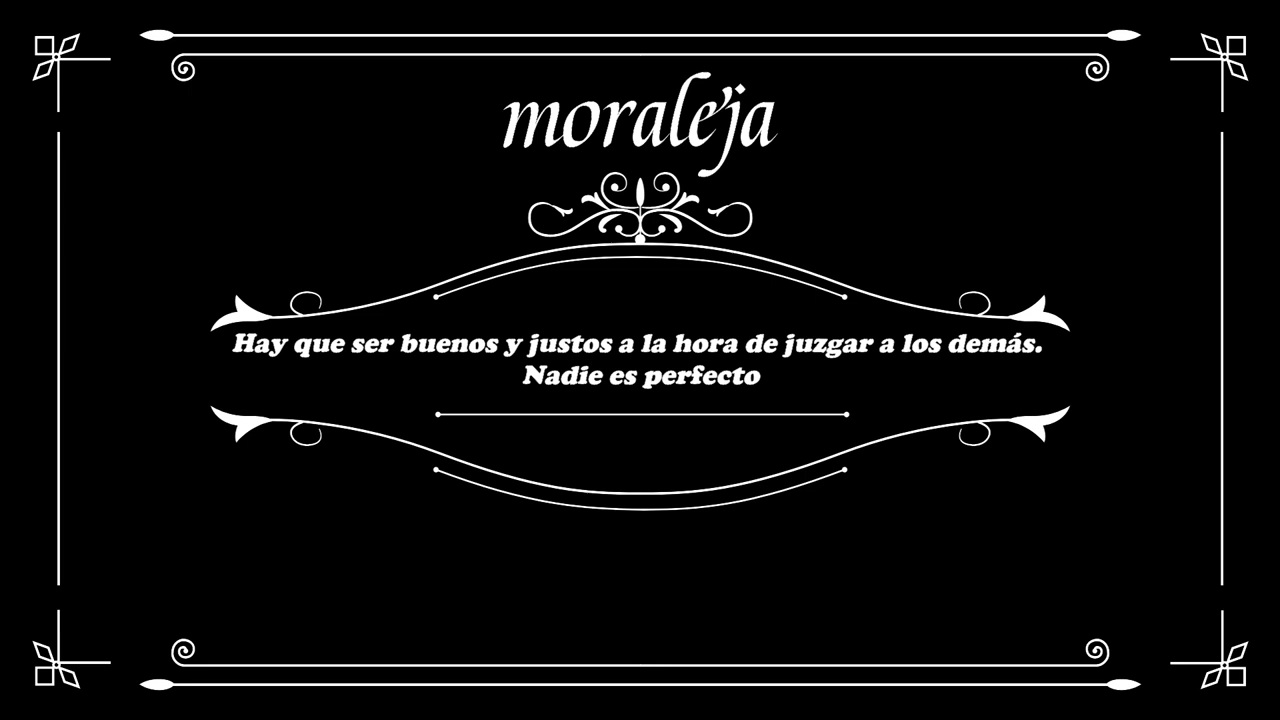 moraleja
Hay que ser buenos y justos a la hora de juzgar a los demás.
Nadie es perfecto